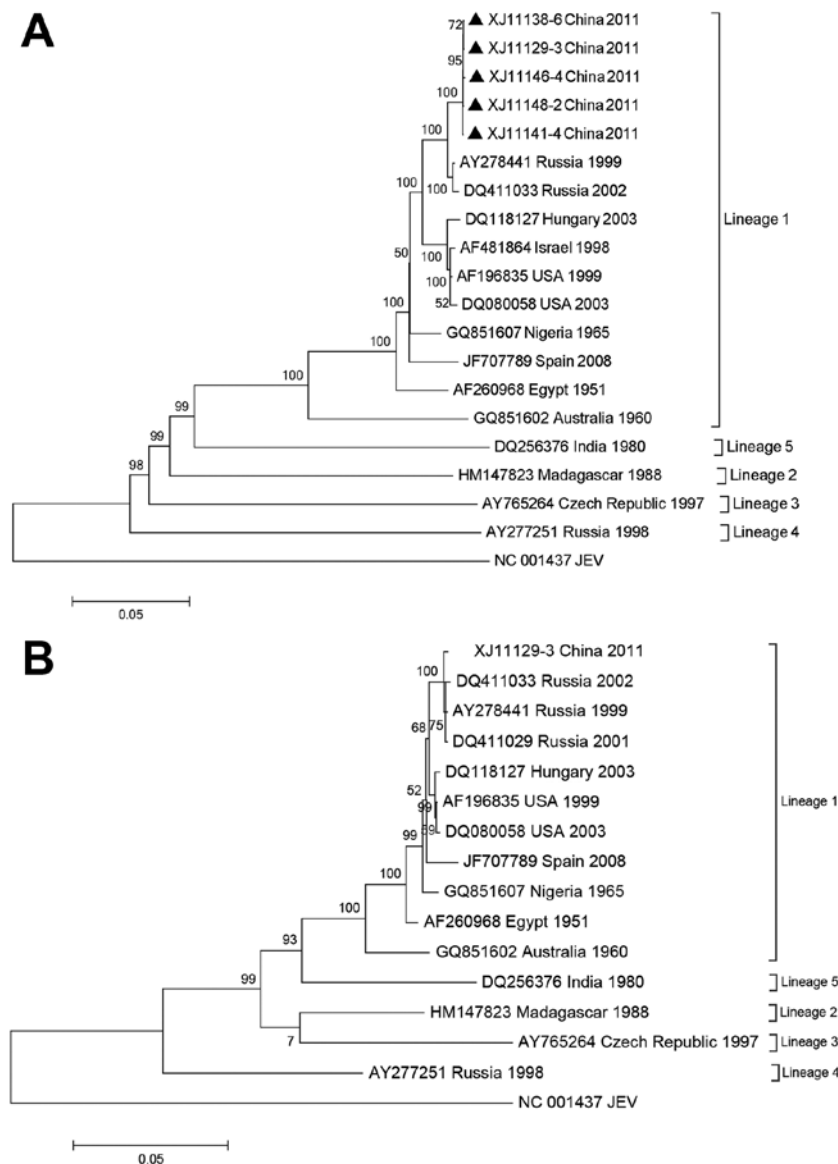 A
72
▲ XJ11138-6 China 2011
95
▲ XJ11129-3 China 2011
▲ XJ11146-4 China 2011
100
▲ XJ11148-2 China 2011
100
▲ XJ11141-4 China 2011
AY278441 Russia 1999
100
100
DQ411033 Russia 2002
DQ118127 Hungary 2003
Lineage 1
50
100
AF481864 Israel 1998
100
AF196835 USA 1999
100
52
DQ080058 USA 2003
GQ851607 Nigeria 1965
100
JF707789 Spain 2008
AF260968 Egypt 1951
99
GQ851602 Australia 1960
99
DQ256376 India 1980
Lineage 5
98
HM147823 Madagascar 1988
Lineage 2
AY765264 Czech Republic 1997
Lineage 3
AY277251 Russia 1998
Lineage 4
NC 001437 JEV
0.05
B
XJ11129-3 China 2011
100
DQ411033 Russia 2002
68
75
AY278441 Russia 1999
DQ411029 Russia 2001
DQ118127 Hungary 2003
52
99
AF196835 USA 1999
Lineage 1
99
59
DQ080058 USA 2003
JF707789 Spain 2008
100
GQ851607 Nigeria 1965
100
AF260968 Egypt 1951
93
GQ851602 Australia 1960
99
DQ256376 India 1980
Lineage 5
HM147823 Madagascar 1988
Lineage 2
7
AY765264 Czech Republic 1997
Lineage 3
AY277251 Russia 1998
Lineage 4
NC 001437 JEV
0.05